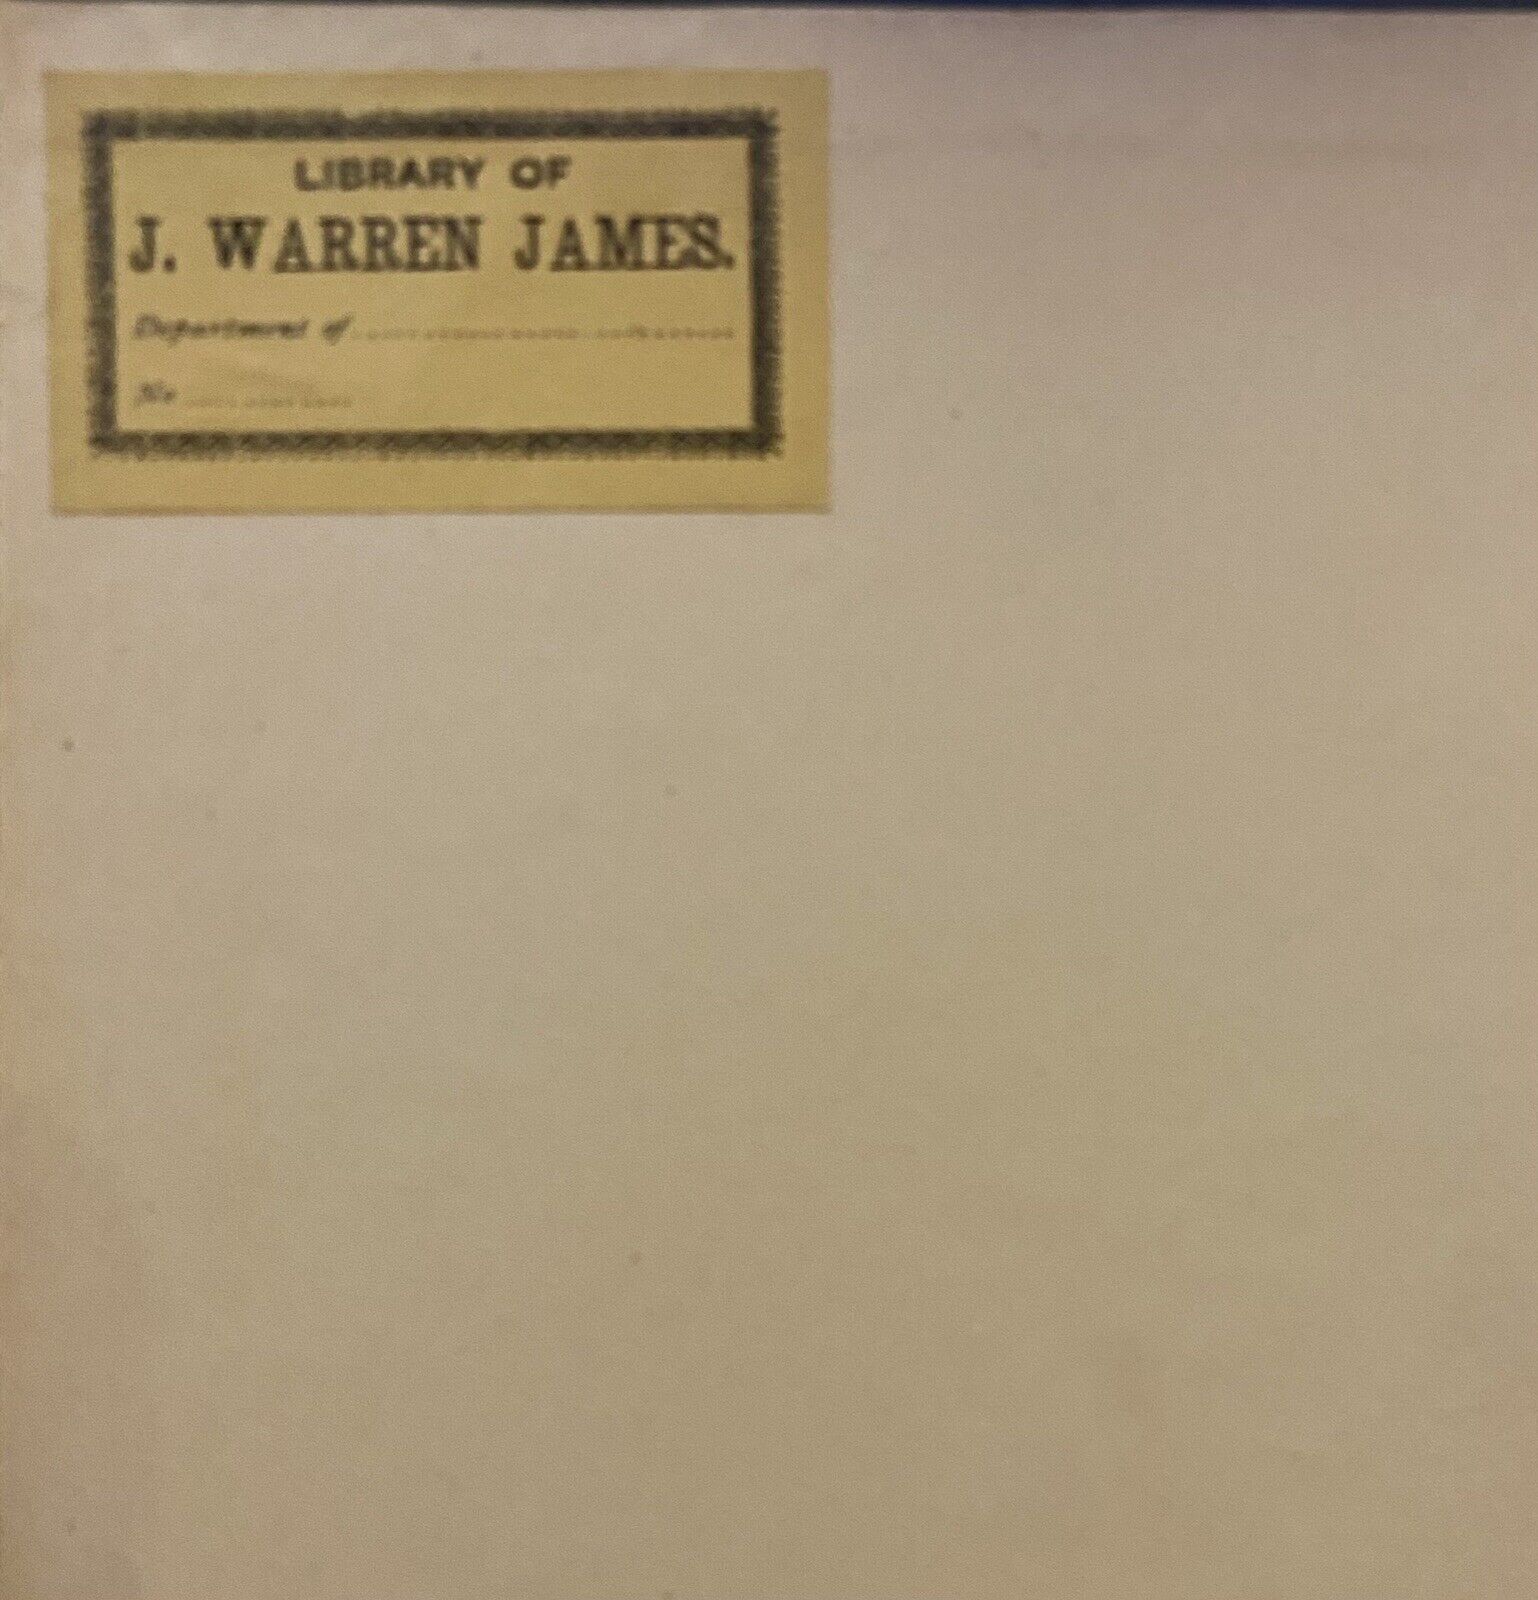 LIBRARY OF
J. WARREN JAMES.
Department of
No